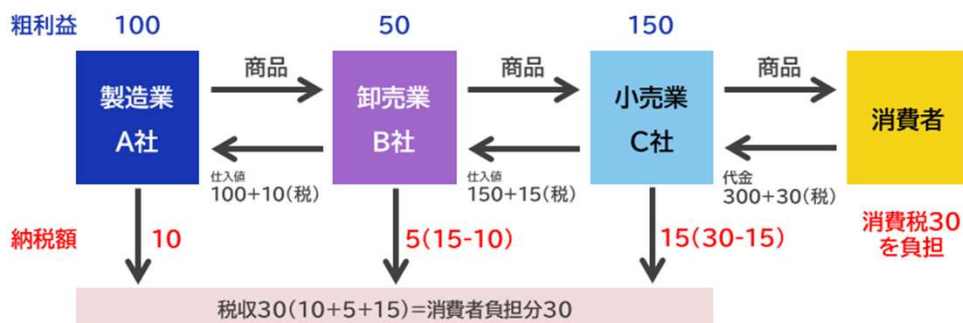 粗利益 100 50 150
製造業
A社
商品
卸売業
B社
商品
小売業
C社
商品
消費者
仕入値
100+10(税)
仕入値
150+15(税)
代金
300+30(税)
納税額 10 5(15-10) 15(30-15)
消費税30
を負担
税収30(10+5+15)=消費者負担分30